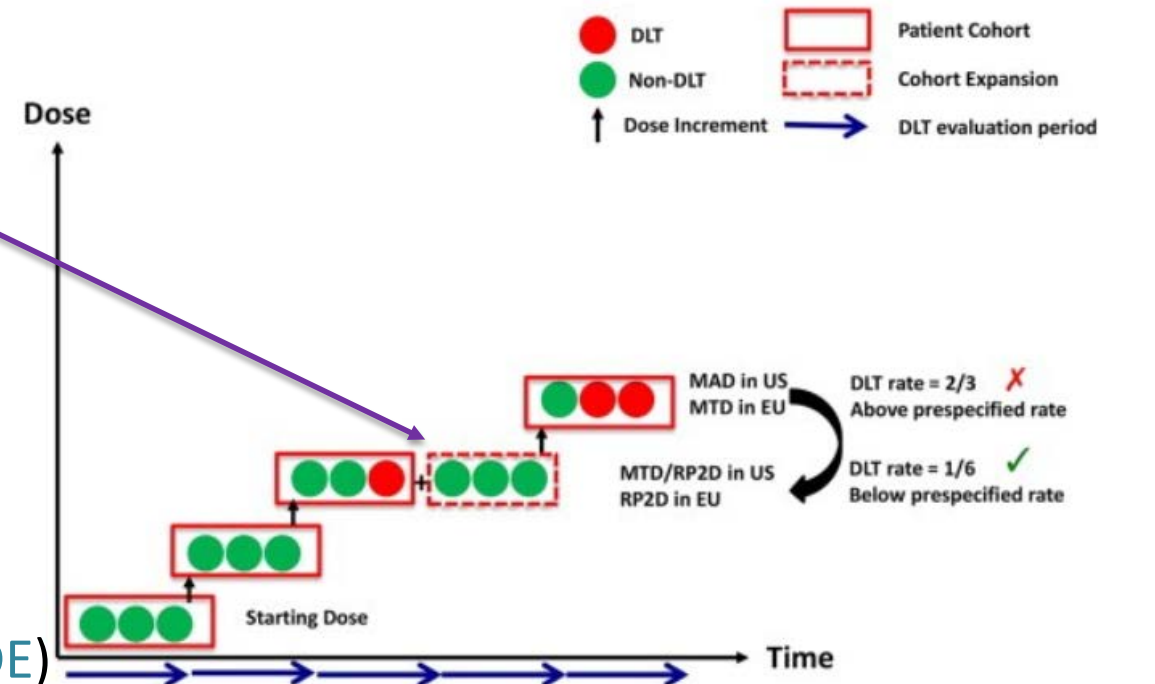 DLT
Patient Cohort
Non-DLT
Cohort Expansion
Dose Increment
DLT evaluation period
Dose
MAD in US
MTD in EU
DLT rate = 2/3 ✗
Above prespecified rate
+
MTD/RP2D in US
RP2D in EU
DLT rate = 1/6 ✓
Below prespecified rate
Starting Dose
E)
Time